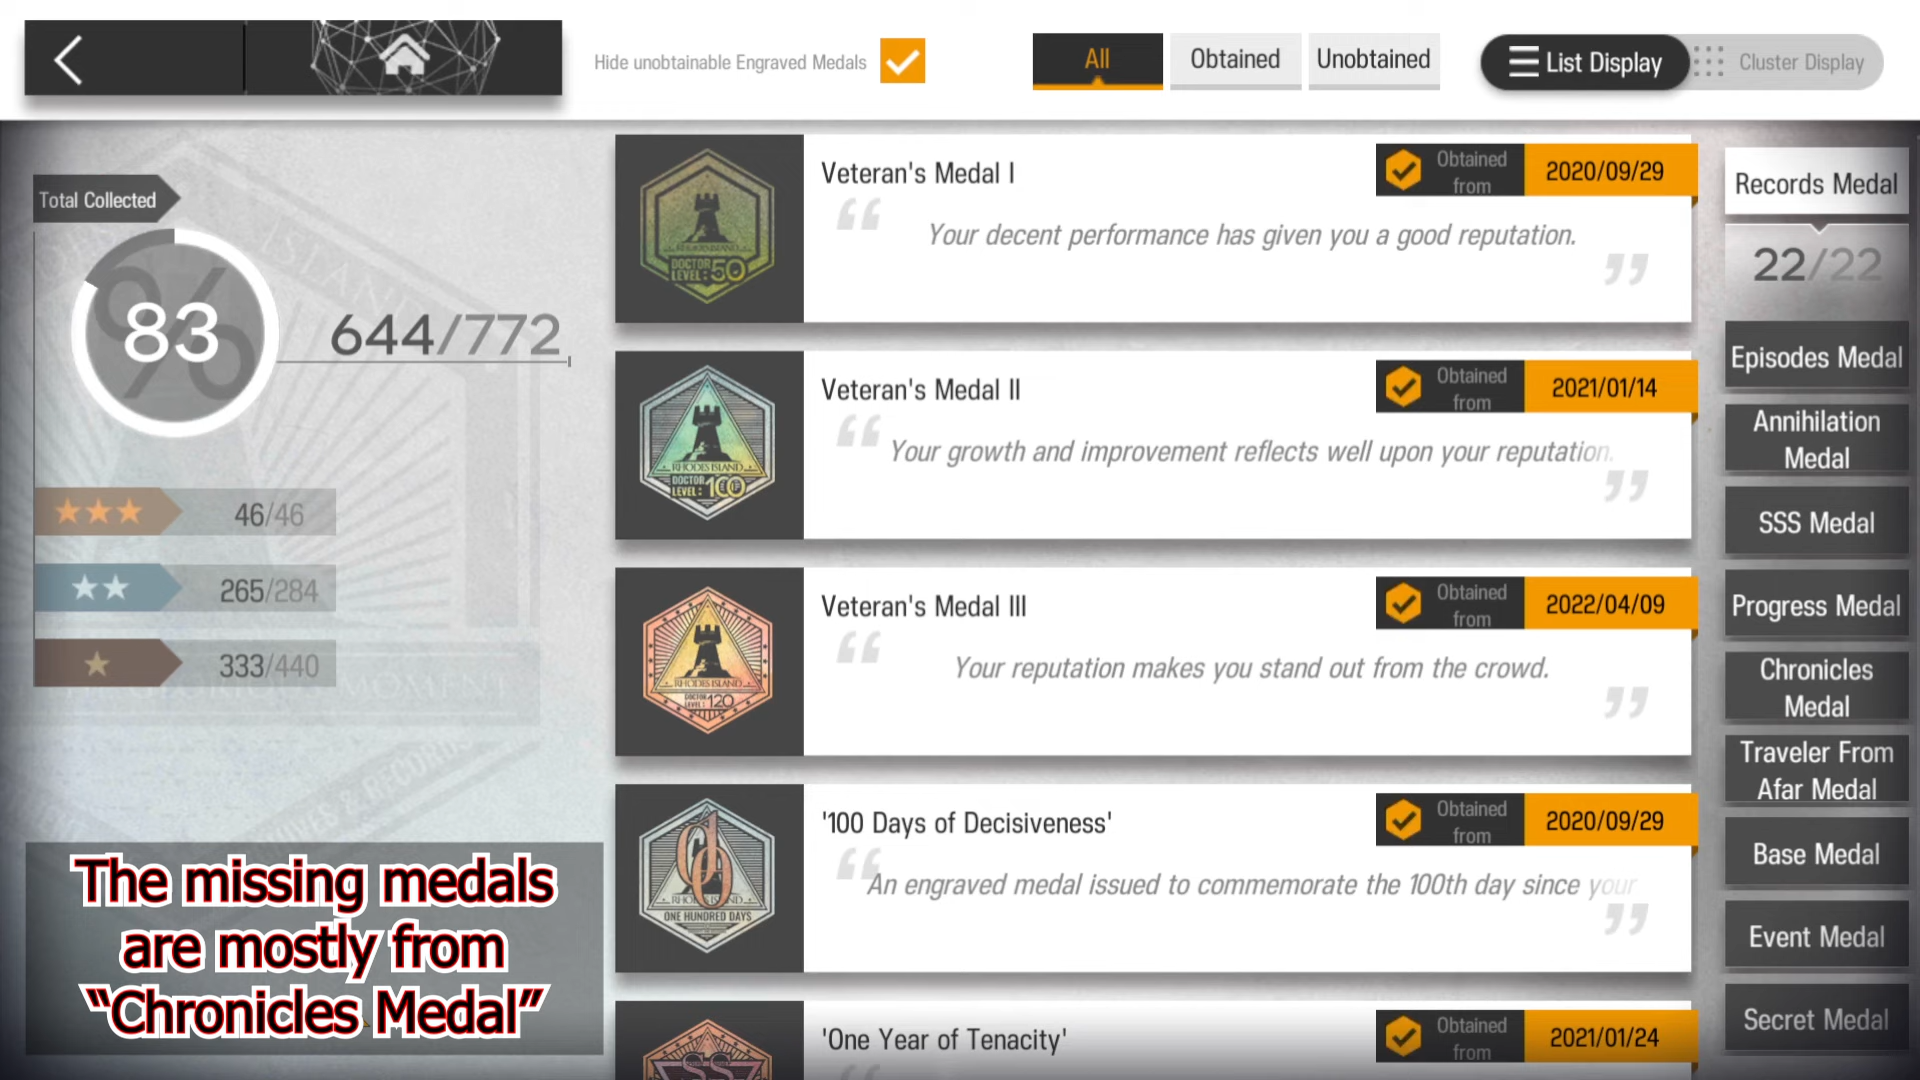 Hide unobtainable Engraved Medals
All
Obtained
Unobtained
List Display
Cluster Display
Total Collected
%
83
644/772
46/46
265/284
333/440
The missing medals
are mostly from
“Chronicles Medal”
Veteran's Medal I
Obtained
from
2020/09/29
Your decent performance has given you a good reputation.
RHODES ISLAND
DOCTOR
LEVEL:50
Veteran's Medal II
Obtained
from
2021/01/14
Your growth and improvement reflects well upon your reputation.
RHODES ISLAND
DOCTOR
LEVEL:100
Veteran's Medal III
Obtained
from
2022/04/09
Your reputation makes you stand out from the crowd.
RHODES ISLAND
DOCTOR
LEVEL:120
'100 Days of Decisiveness'
Obtained
from
2020/09/29
An engraved medal issued to commemorate the 100th day since your
ONE HUNDRED DAYS
'One Year of Tenacity'
Obtained
from
2021/01/24
Records Medal
22/22
Episodes Medal
Annihilation
Medal
SSS Medal
Progress Medal
Chronicles
Medal
Traveler From
Afar Medal
Base Medal
Event Medal
Secret Medal